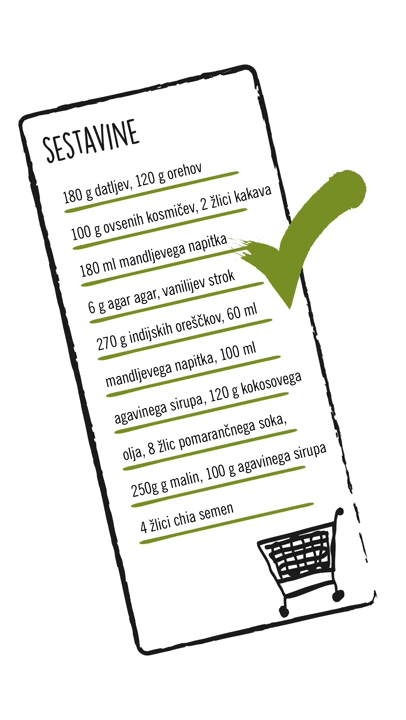 SESTAVINE
180 g datljev, 120 g orehov
100 g ovsenih kosmičev, 2 žlici kakava
180 ml mandljevega napitka
6 g agar agar, vanilijev strok
270 g indijskih oreščkov, 60 ml
mandljevega napitka, 100 ml
agavinega sirupa, 120 g kokosovega
olja, 8 žlic pomarančnega soka,
250g g malin, 100 g agavinega sirupa
4 žlici chia semen